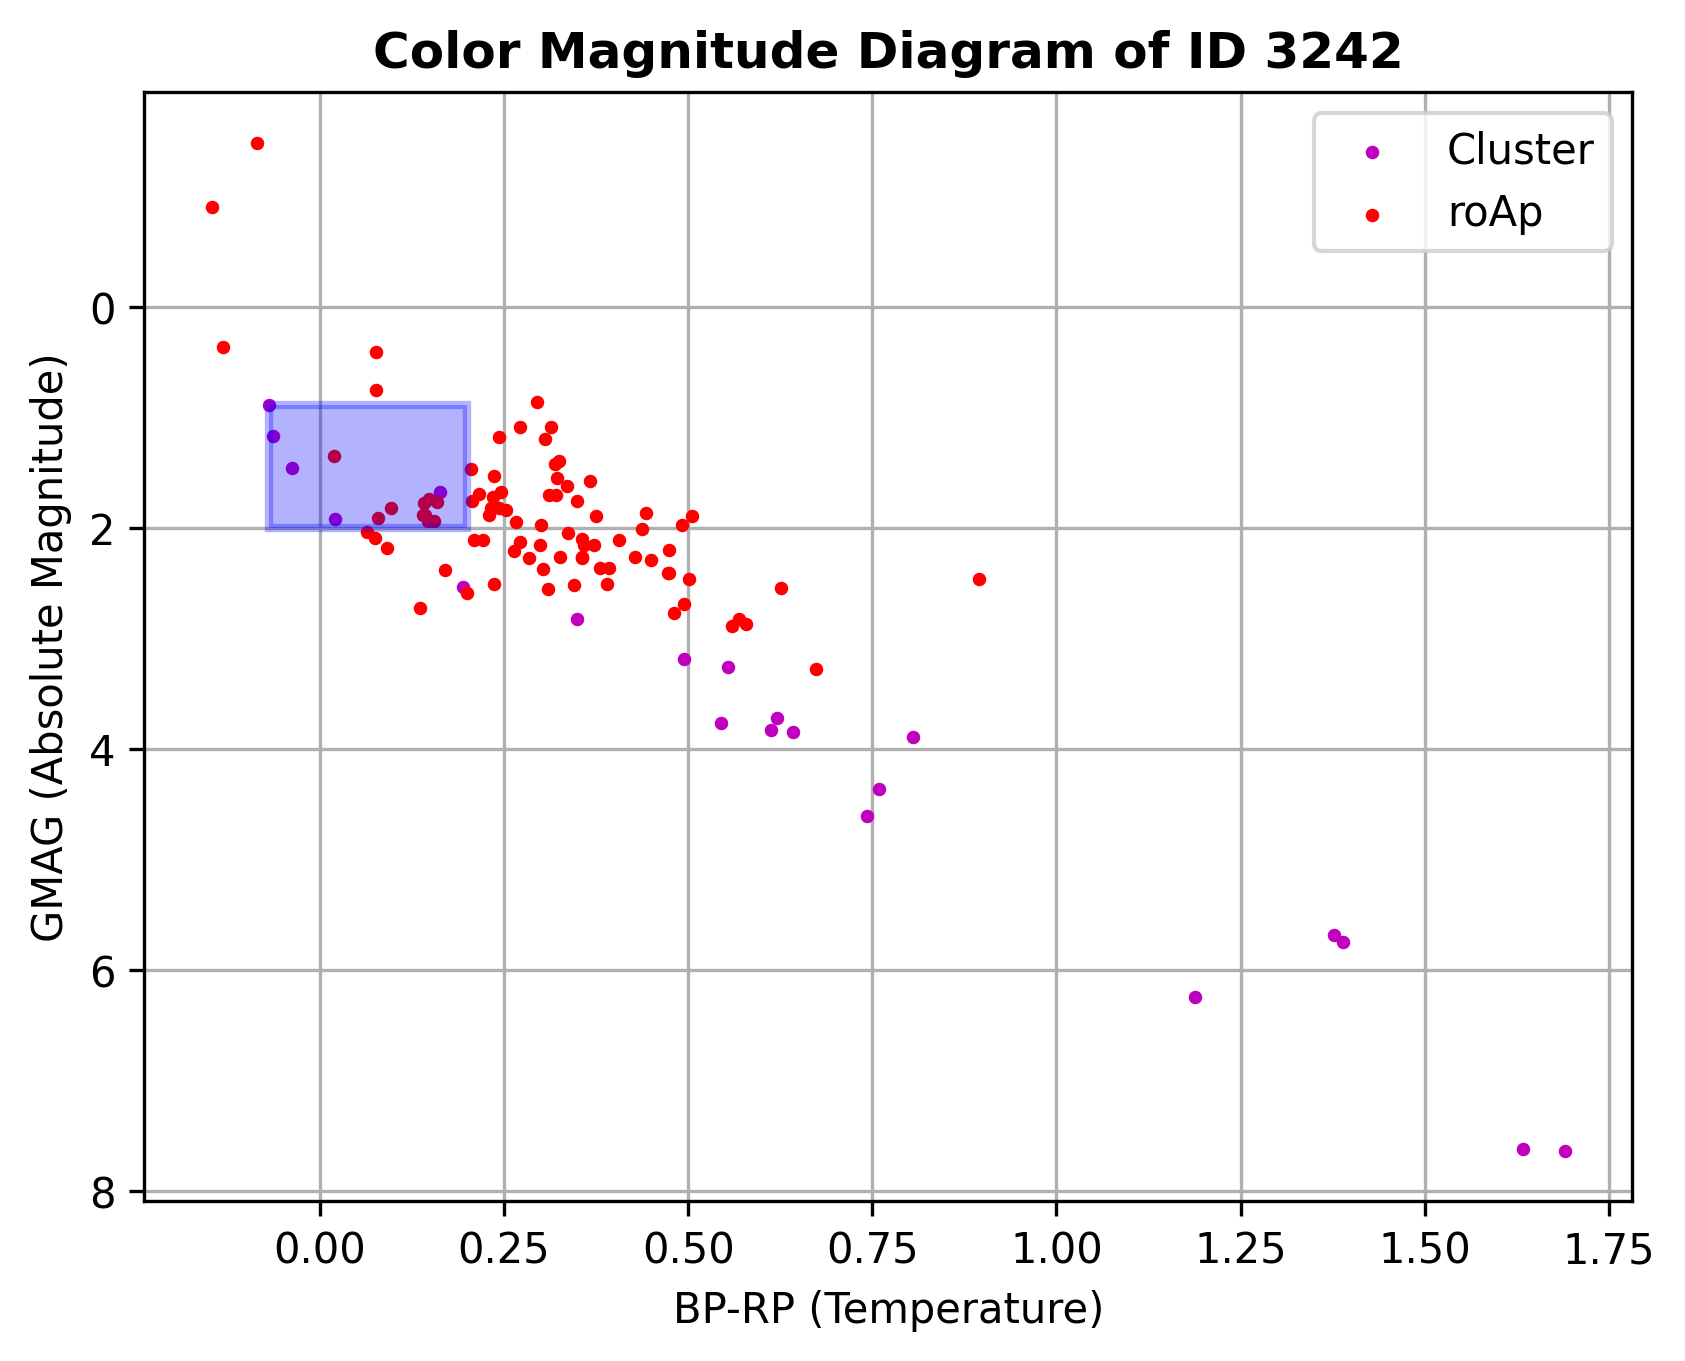 Color Magnitude Diagram of ID 3242
Cluster
roAp
GMAG (Absolute Magnitude)
0
2
4
6
8
0.00 0.25 0.50 0.75 1.00 1.25 1.50 1.75
BP-RP (Temperature)